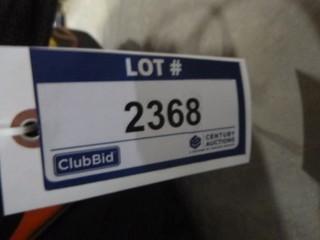 LOT #
2368
ClubBid
CENTURY
AUCTIONS